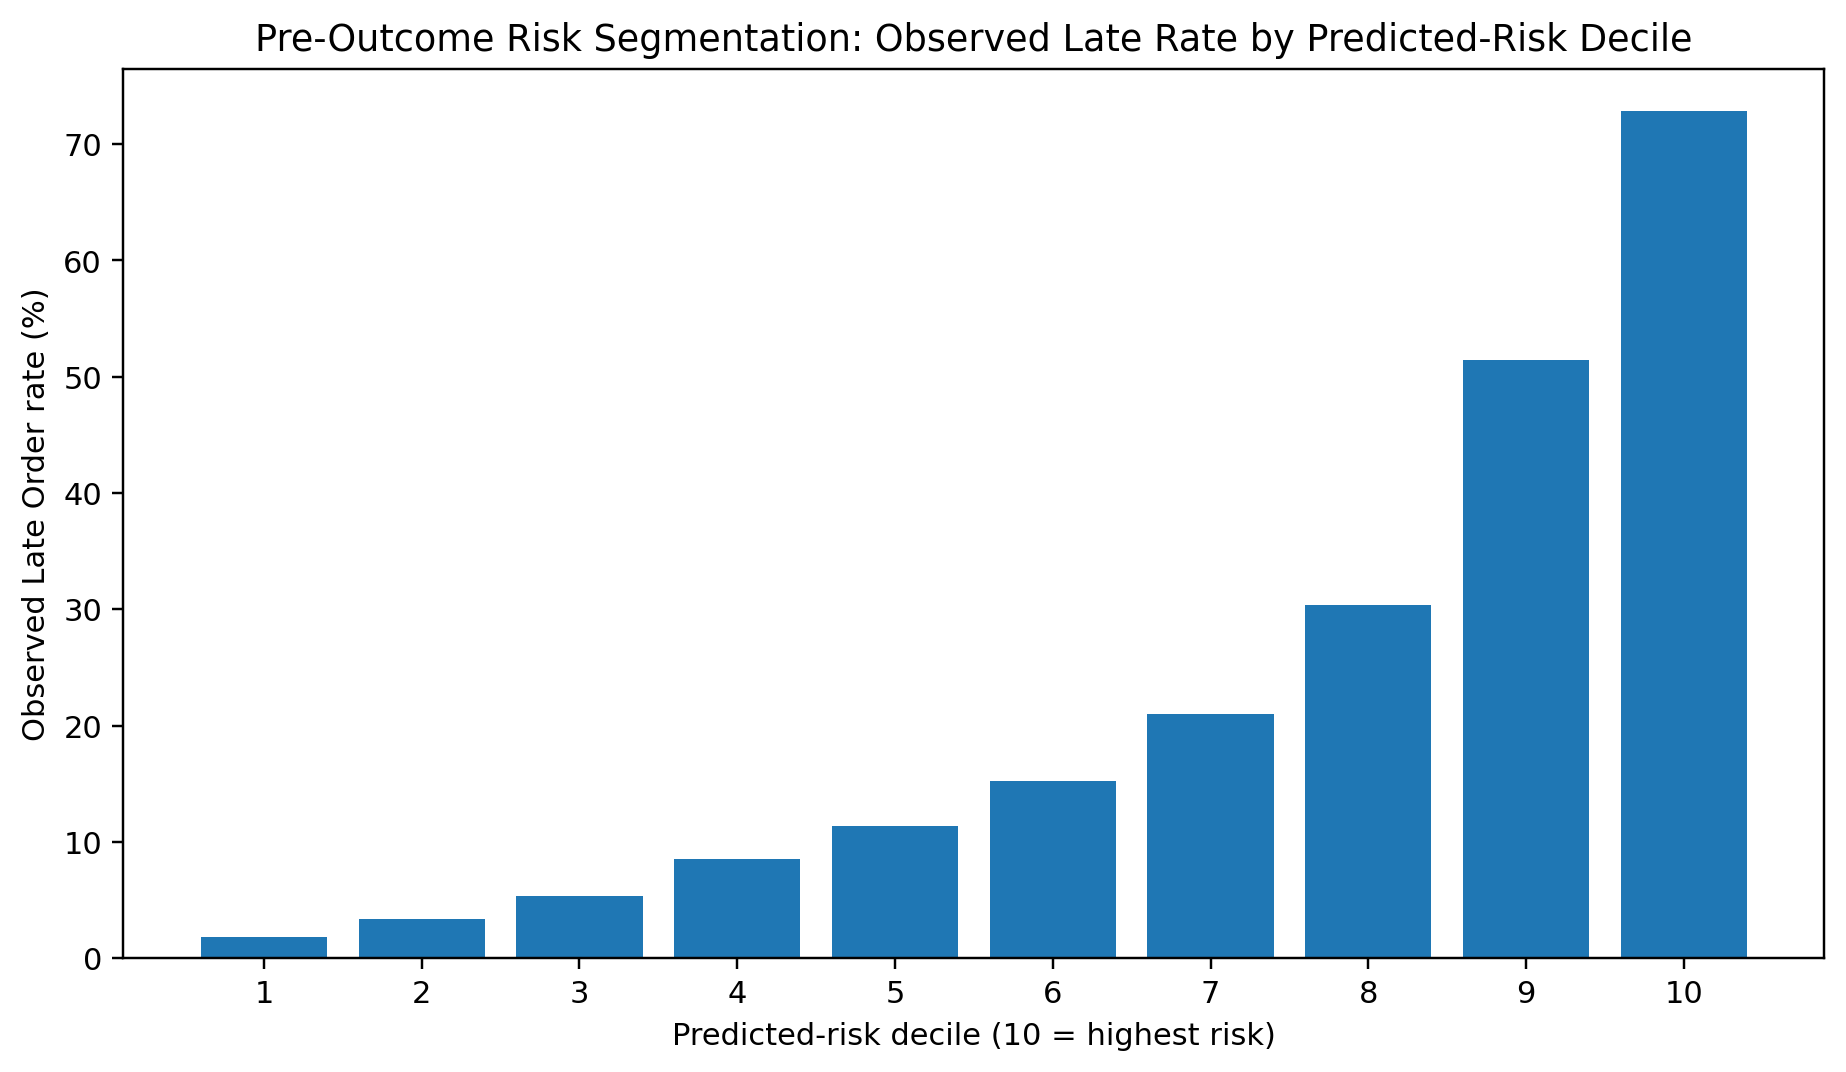 Pre-Outcome Risk Segmentation: Observed Late Rate by Predicted-Risk Decile
Observed Late Order rate (%)
70
60
50
40
30
20
10
0
1 2 3 4 5 6 7 8 9 10
Predicted-risk decile (10 = highest risk)